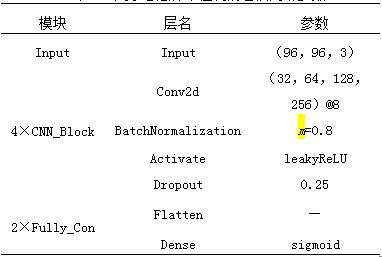 模块 层名 参数
Input Input (96, 96, 3)
Conv2d (32, 64, 128,
256) @8
4×CNN_Block BatchNormalization m=0.8
Activate leakyReLU
Dropout 0.25
2×Fully_Con Flatten —
Dense sigmoid